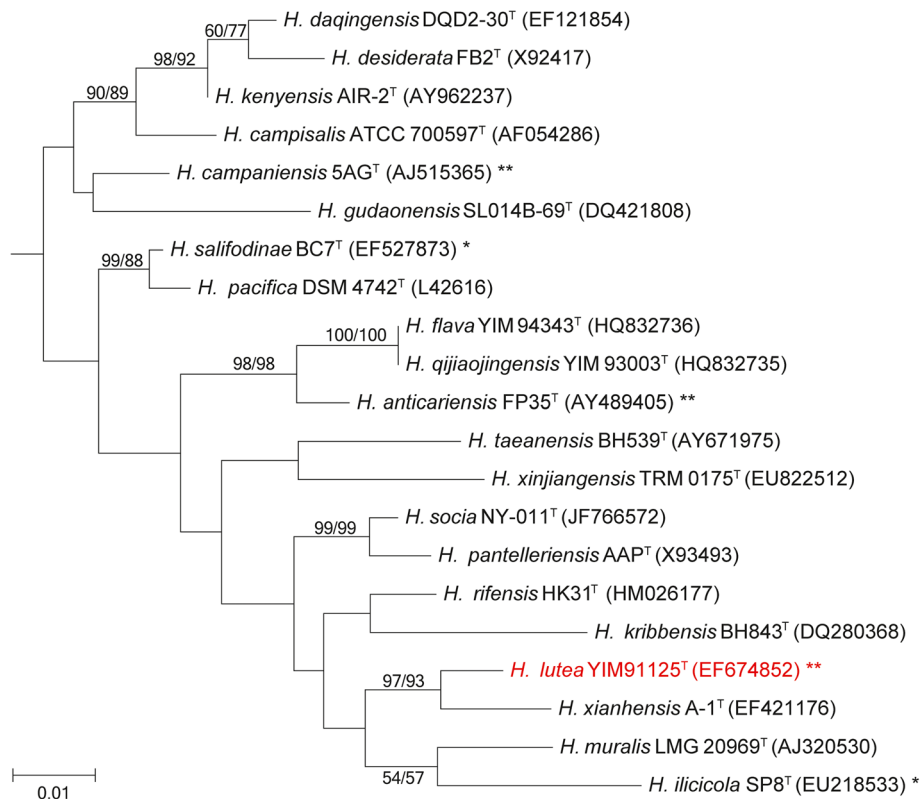 H. daqingensis DQD2-30ᵀ (EF121854)
60/77
H. desiderata FB2ᵀ (X92417)
98/92
90/89
H. kenyensis AIR-2ᵀ (AY962237)
H. campisalis ATCC 700597ᵀ (AF054286)
H. campaniensis 5AGᵀ (AJ515365) **
H. gudaonensis SL014B-69ᵀ (DQ421808)
H. salifodinae BC7ᵀ (EF527873) *
99/88
H. pacifica DSM 4742ᵀ (L42616)
H. flava YIM 94343ᵀ (HQ832736)
100/100
98/98
H. qijiaojingensis YIM 93003ᵀ (HQ832735)
H. anticariensis FP35ᵀ (AY489405) **
H. taeanensis BH539ᵀ (AY671975)
H. xinjiangensis TRM 0175ᵀ (EU822512)
H. socia NY-011ᵀ (JF766572)
99/99
H. pantelleriensis AAPᵀ (X93493)
H. rifensis HK31ᵀ (HM026177)
H. kribbensis BH843ᵀ (DQ280368)
H. lutea YIM91125ᵀ (EF674852) **
97/93
H. xianhensis A-1ᵀ (EF421176)
H. muralis LMG 20969ᵀ (AJ320530)
54/57
H. ilicicola SP8ᵀ (EU218533) *
0.01